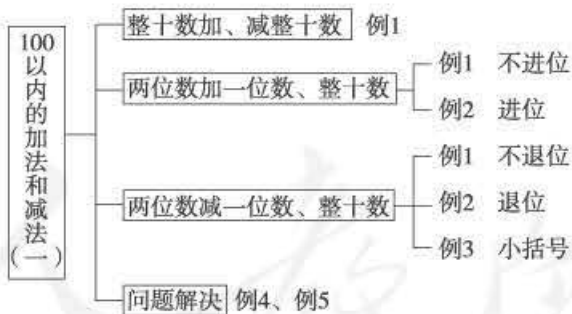 100以内的加法和减法(一)
整十数加、减整十数 例1
两位数加一位数、整十数
例1 不进位
例2 进位
两位数减一位数、整十数
例1 不退位
例2 退位
例3 小括号
问题解决 例4、例5